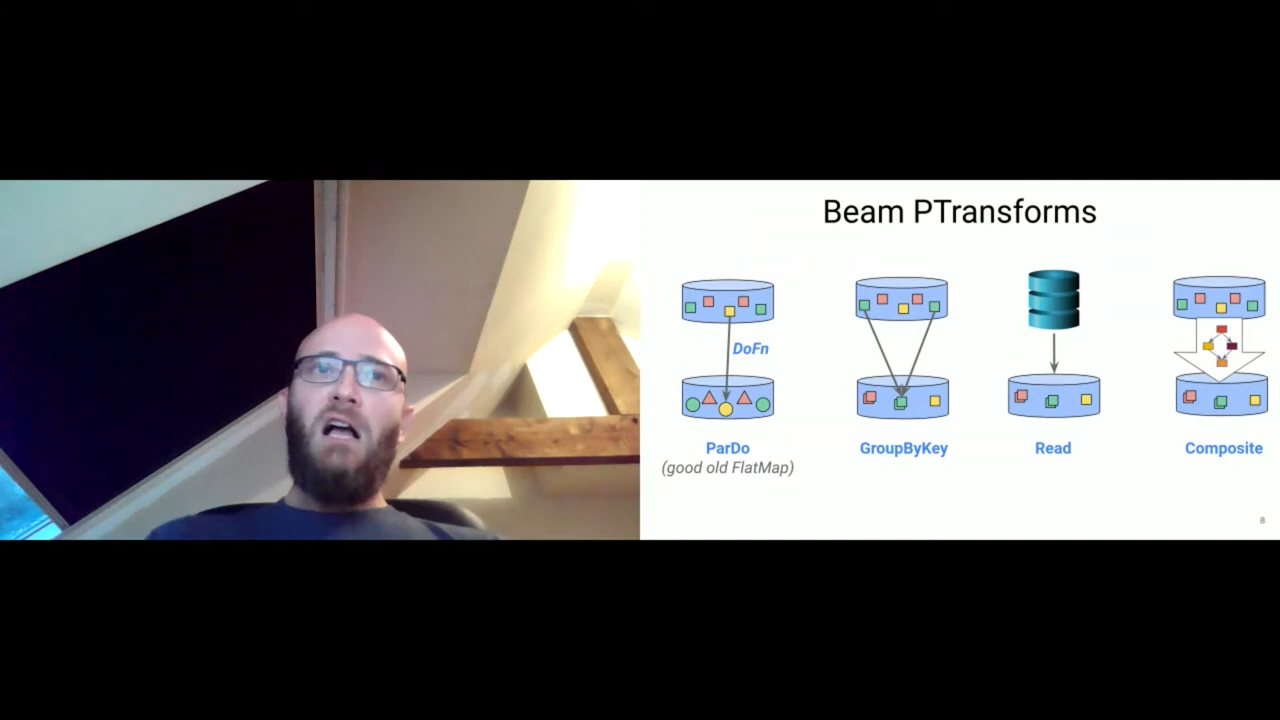 Beam PTransforms
DoFn
ParDo
(good old FlatMap)
GroupByKey
Read
Composite
8